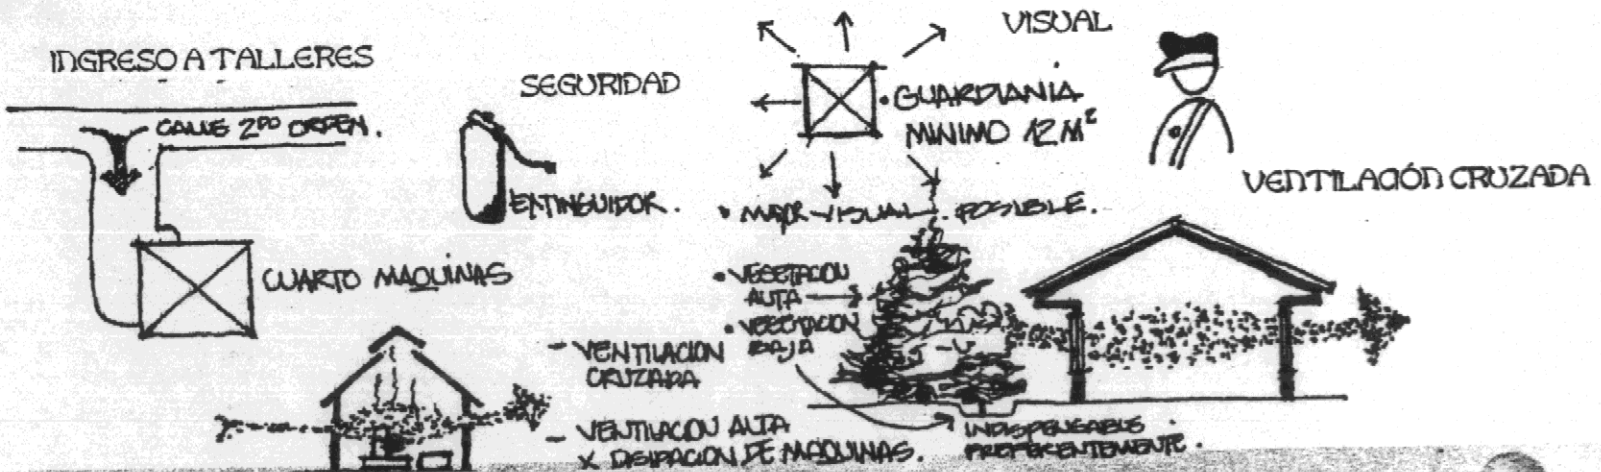 INGRESO A TALLERES
CALLE 2DO ORDEN.
CUARTO MAQUINAS
SEGURIDAD
EXTINGUIDOR.
VISUAL
• GUARDIANIA
MINIMO 12 M²
• MAYOR VISUAL POSIBLE.
VENTILACIÓN CRUZADA
• VEGETACION
ALTA
• VEGETACION
BAJA
- VENTILACION
CRUZADA
- VENTILACION ALTA
X DISIPACION DE MAQUINAS.
INDISPENSABLE
PREFERENTEMENTE.